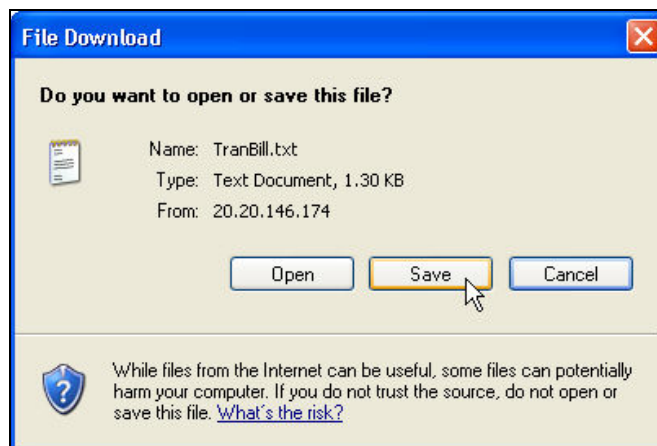 File Download
Do you want to open or save this file?
Name: TranBill.txt
Type: Text Document, 1.30 KB
From: 20.20.146.174
Open Save Cancel
While files from the Internet can be useful, some files can potentially
harm your computer. If you do not trust the source, do not open or
save this file. What's the risk?